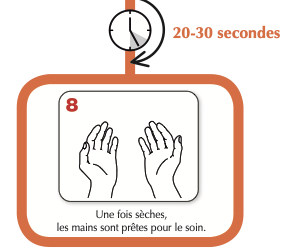 20-30 secondes
8
Une fois sèches,
les mains sont prêtes pour le soin.